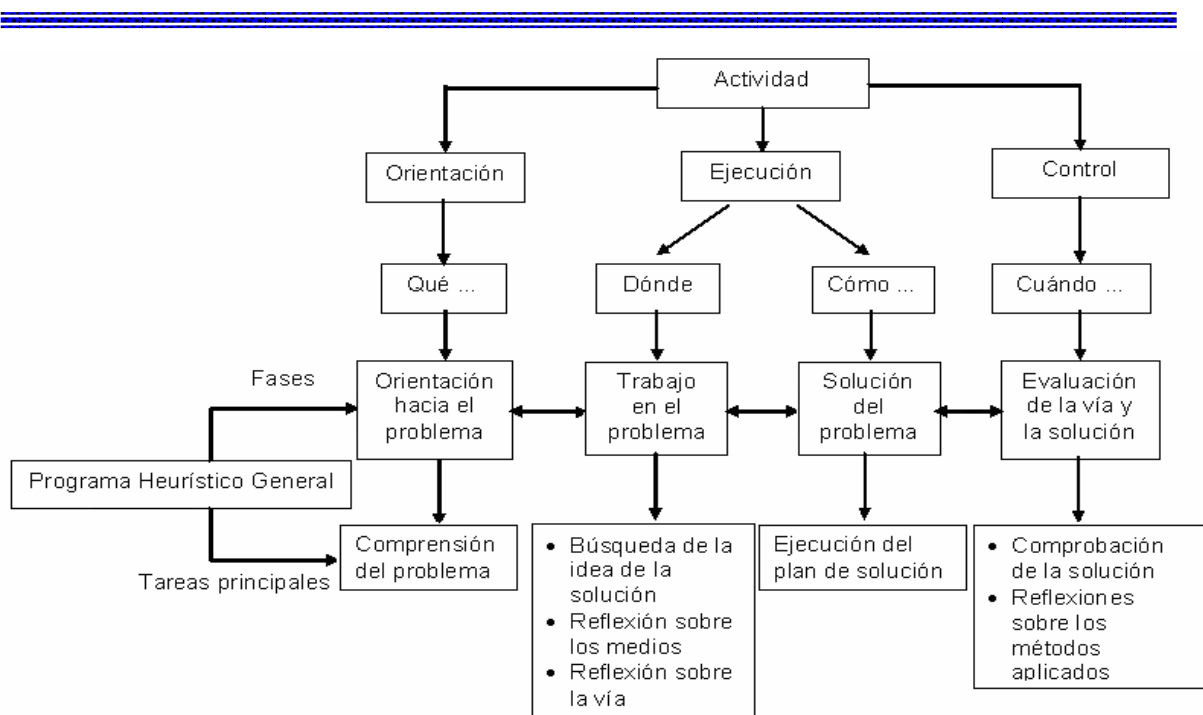 Actividad
Orientación
Ejecución
Control
Qué ...
Dónde
Cómo ...
Cuándo ...
Fases
Orientación
hacia el
problema
Trabajo
en el
problema
Solución
del
problema
Evaluación
de la vía y
la solución
Programa Heurístico General
Tareas principales
Comprensión
del problema
• Búsqueda de la
idea de la
solución
• Reflexión sobre
los medios
• Reflexión sobre
la vía
Ejecución del
plan de solución
• Comprobación
de la solución
• Reflexiones
sobre los
métodos
aplicados